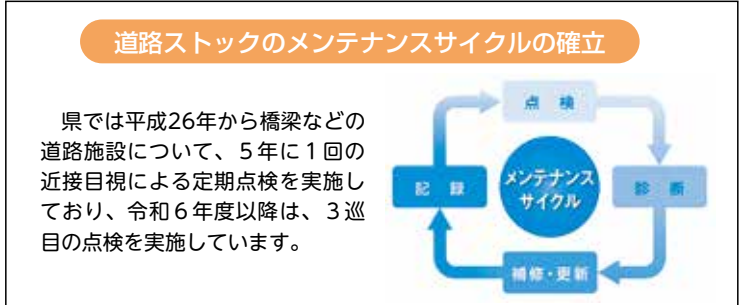 道路ストックのメンテナンスサイクルの確立
県では平成26年から橋梁などの
道路施設について、５年に１回の
近接目視による定期点検を実施し
ており、令和６年度以降は、３巡
目の点検を実施しています。
点検
記録
メンテナンス
サイクル
診断
補修・更新